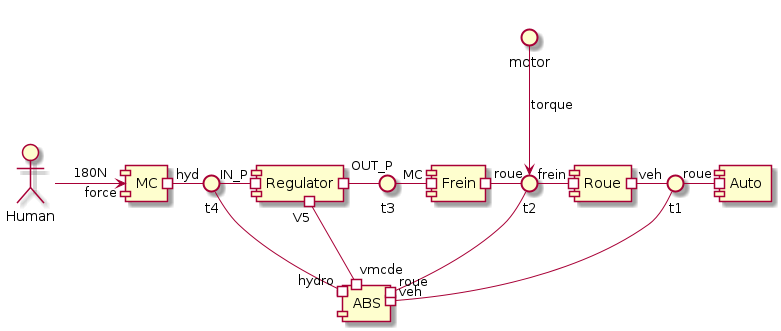 motor
torque
180N
force
Human
MC
hyd
t4
IN_P
Regulator
V5
OUT_P
t3
MC
Frein
roue
t2
frein
Roue
veh
t1
roue
Auto
hydro
vmcde
roue
veh
ABS